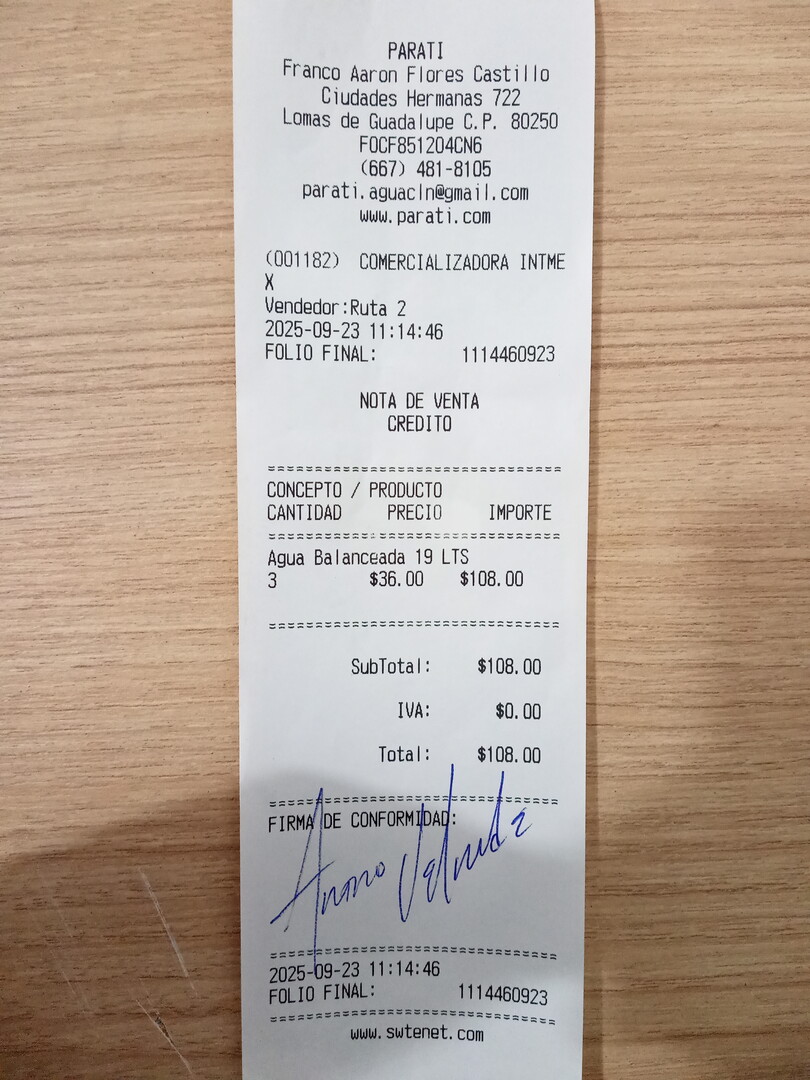 PARATI
Franco Aaron Flores Castillo
Ciudades Hermanas 722
Lomas de Guadalupe C.P. 80250
FOCF851204CN6
(667) 481-8105
parati.aguacln@gmail.com
www.parati.com
(001182) COMERCIALIZADORA INTME
X
Vendedor:Ruta 2
2025-09-23 11:14:46
FOLIO FINAL: 1114460923
NOTA DE VENTA
CREDITO
==============================
CONCEPTO / PRODUCTO
CANTIDAD PRECIO IMPORTE
==============================
Agua Balanceada 19 LTS
3 $36.00 $108.00
==============================
SubTotal: $108.00
IVA: $0.00
Total: $108.00
==============================
FIRMA DE CONFORMIDAD:
==============================
2025-09-23 11:14:46
FOLIO FINAL: 1114460923
==============================
www.swtenet.com